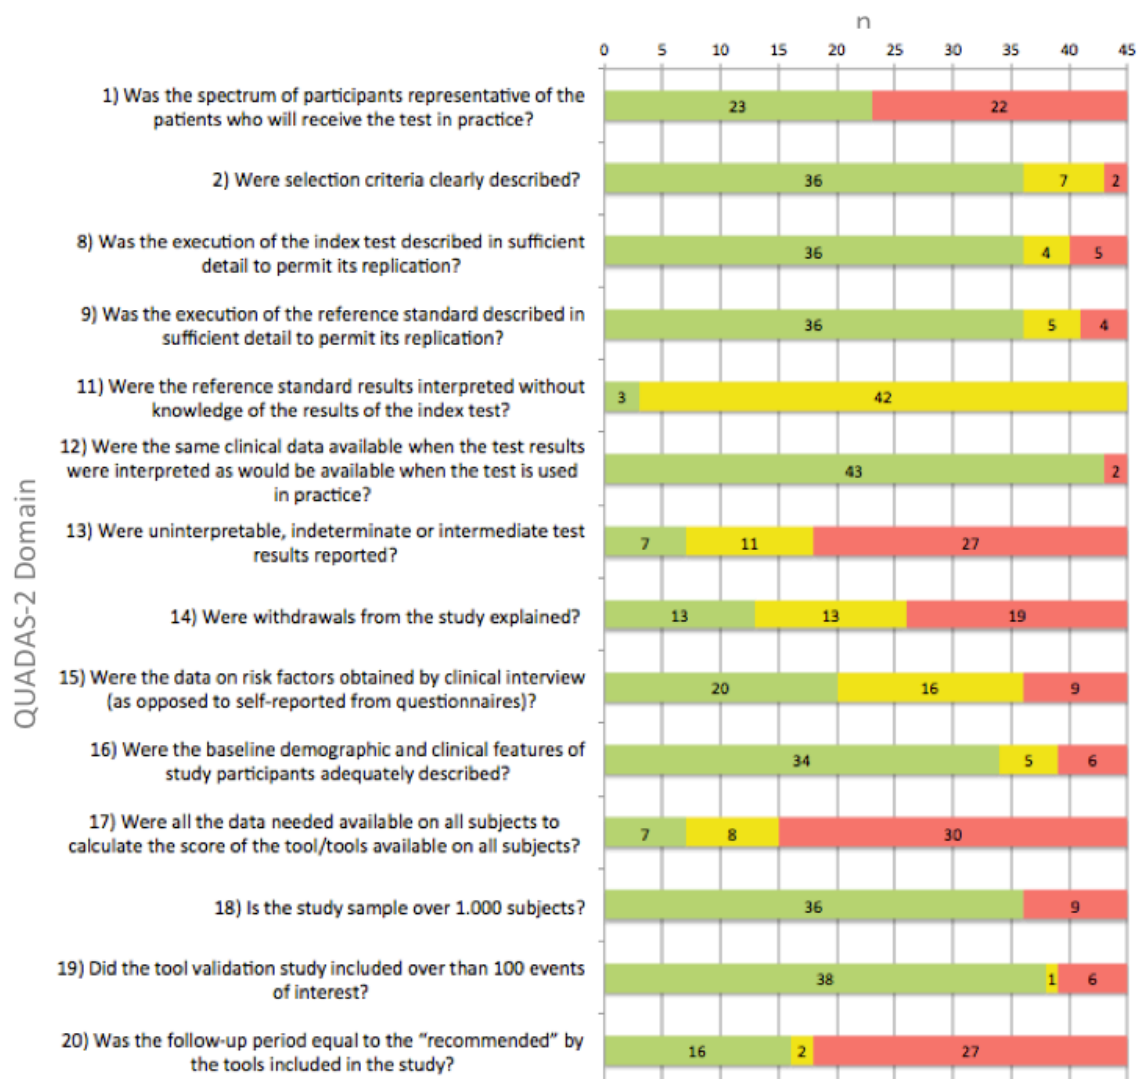 n
0 5 10 15 20 25 30 35 40 45
QUADAS-2 Domain
1) Was the spectrum of participants representative of the
patients who will receive the test in practice?
23 22
2) Were selection criteria clearly described?
36 7 2
8) Was the execution of the index test described in sufficient
detail to permit its replication?
36 4 5
9) Was the execution of the reference standard described in
sufficient detail to permit its replication?
36 5 4
11) Were the reference standard results interpreted without
knowledge of the results of the index test?
3 42
12) Were the same clinical data available when the test results
were interpreted as would be available when the test is used
in practice?
43 2
13) Were uninterpretable, indeterminate or intermediate test
results reported?
7 11 27
14) Were withdrawals from the study explained?
13 13 19
15) Were the data on risk factors obtained by clinical interview
(as opposed to self-reported from questionnaires)?
20 16 9
16) Were the baseline demographic and clinical features of
study participants adequately described?
34 5 6
17) Were all the data needed available on all subjects to
calculate the score of the tool/tools available on all subjects?
7 8 30
18) Is the study sample over 1.000 subjects?
36 9
19) Did the tool validation study included over than 100 events
of interest?
38 1 6
20) Was the follow-up period equal to the “recommended” by
the tools included in the study?
16 2 27